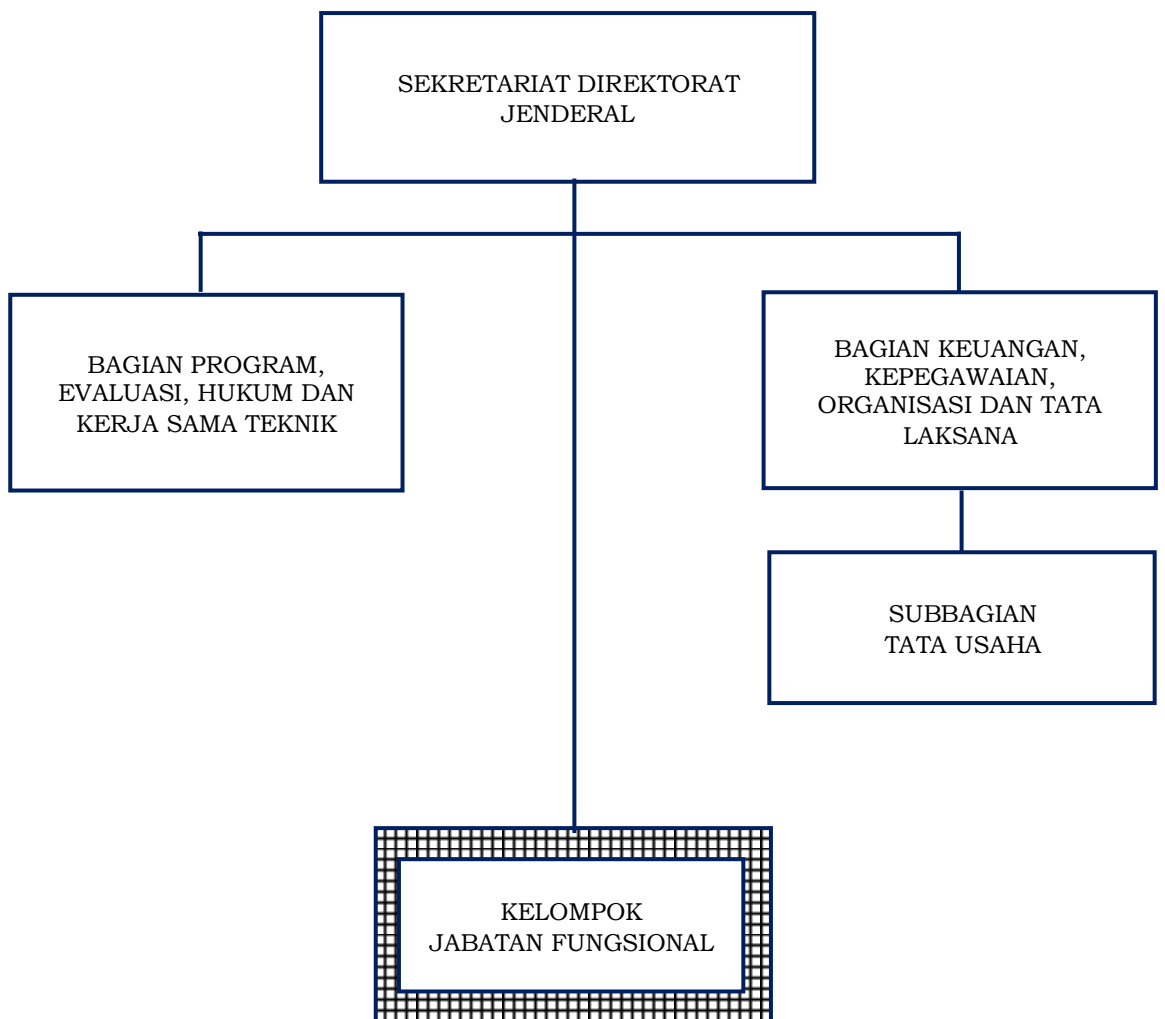 SEKRETARIAT DIREKTORAT
JENDERAL
BAGIAN PROGRAM,
EVALUASI, HUKUM DAN
KERJA SAMA TEKNIK
BAGIAN KEUANGAN,
KEPEGAWAIAN,
ORGANISASI DAN TATA
LAKSANA
SUBBAGIAN
TATA USAHA
KELOMPOK
JABATAN FUNGSIONAL